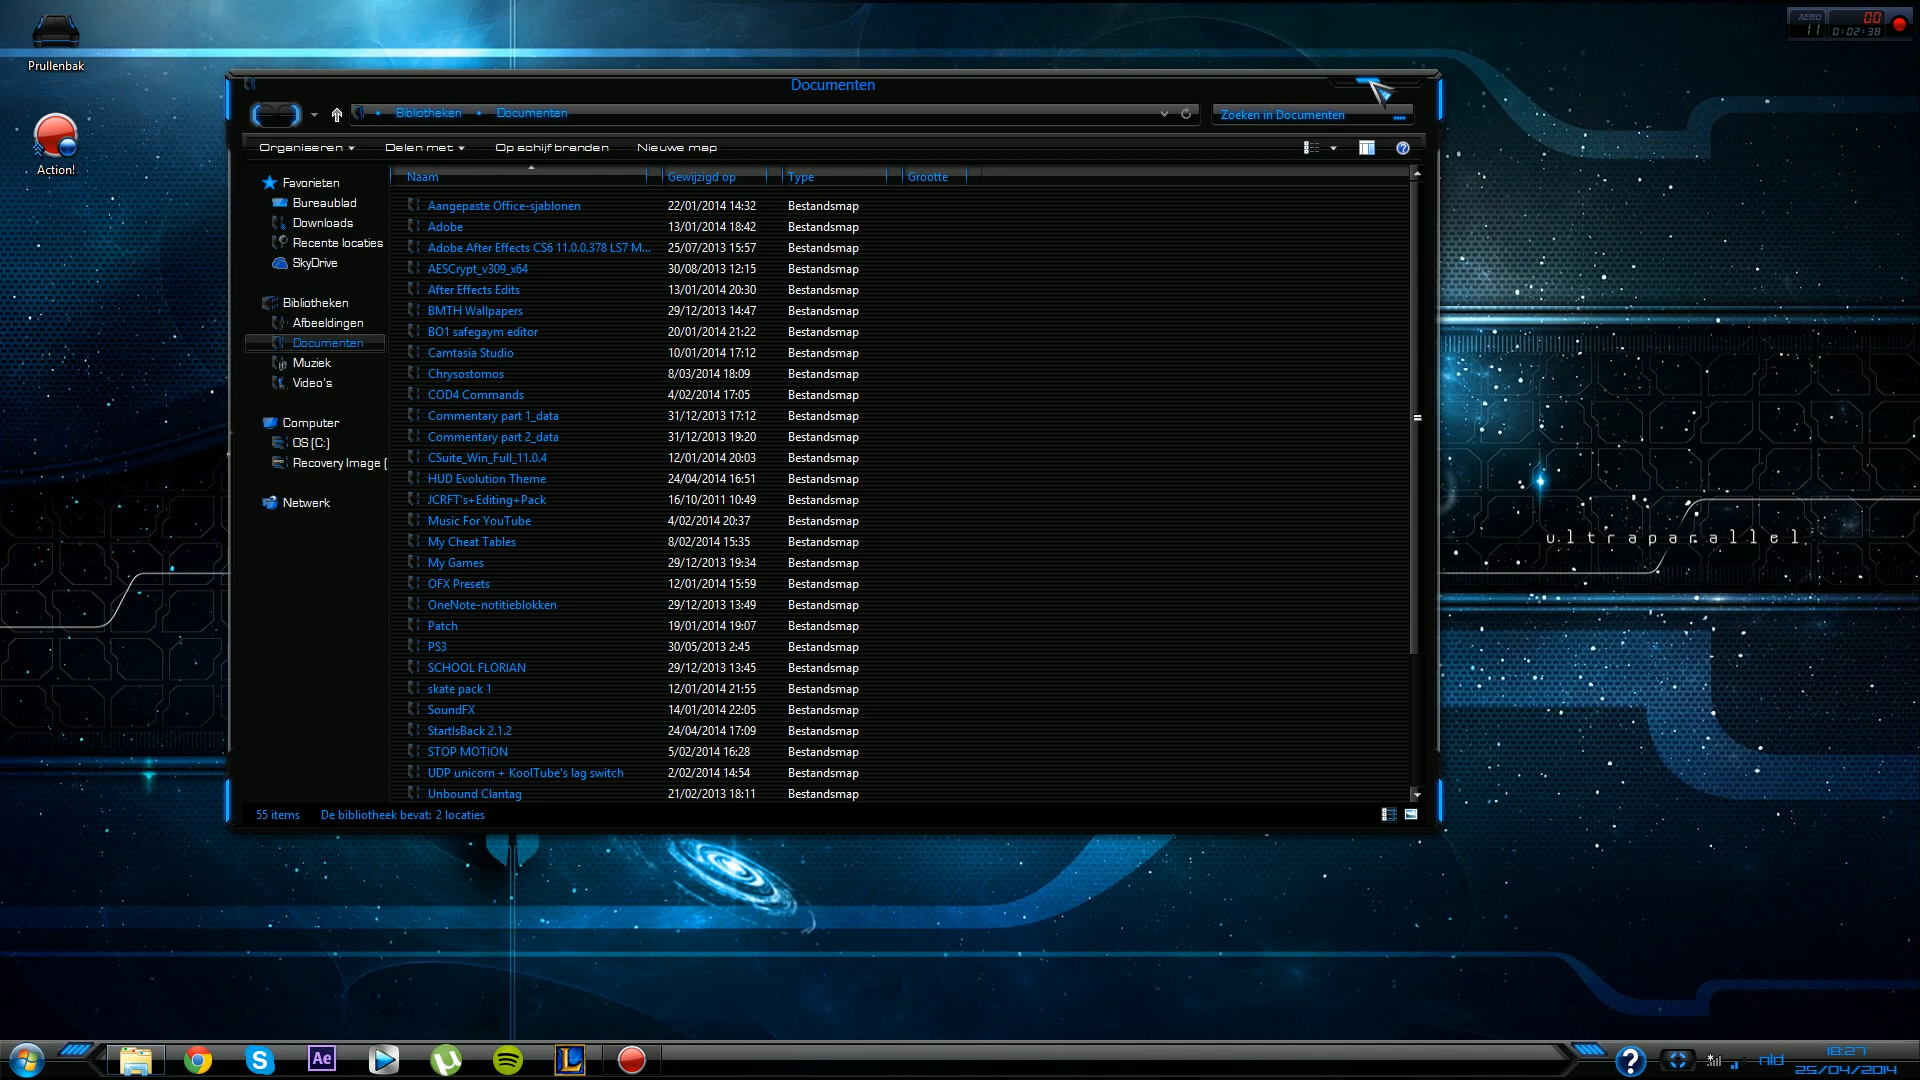 Prullenbak
Action!
AERO
11
00
0:02:38
Documenten
Bibliotheken
Documenten
Zoeken in Documenten
Organiseren
Delen met
Op schijf branden
Nieuwe map
Naam
Gewijzigd op
Type
Grootte
Favorieten
Bureaublad
Downloads
Recente locaties
SkyDrive
Bibliotheken
Afbeeldingen
Documenten
Muziek
Video's
Computer
OS (C:)
Recovery Image (
Netwerk
Aangepaste Office-sjablonen 22/01/2014 14:32 Bestandsmap
Adobe 13/01/2014 18:42 Bestandsmap
Adobe After Effects CS6 11.0.0.378 LS7 M... 25/07/2013 15:57 Bestandsmap
AESCrypt_v309_x64 30/08/2013 12:15 Bestandsmap
After Effects Edits 13/01/2014 20:30 Bestandsmap
BMTH Wallpapers 29/12/2013 14:47 Bestandsmap
BO1 safegaym editor 20/01/2014 21:22 Bestandsmap
Camtasia Studio 10/01/2014 17:12 Bestandsmap
Chrysostomos 8/03/2014 18:09 Bestandsmap
COD4 Commands 4/02/2014 17:05 Bestandsmap
Commentary part 1_data 31/12/2013 17:12 Bestandsmap
Commentary part 2_data 31/12/2013 19:20 Bestandsmap
CSuite_Win_Full_11.0.4 12/01/2014 20:03 Bestandsmap
HUD Evolution Theme 24/04/2014 16:51 Bestandsmap
JCRFT's+Editing+Pack 16/10/2011 10:49 Bestandsmap
Music For YouTube 4/02/2014 20:37 Bestandsmap
My Cheat Tables 8/02/2014 15:35 Bestandsmap
My Games 29/12/2013 19:34 Bestandsmap
OFX Presets 12/01/2014 15:59 Bestandsmap
OneNote-notitieblokken 29/12/2013 13:49 Bestandsmap
Patch 19/01/2014 19:07 Bestandsmap
PS3 30/05/2013 2:45 Bestandsmap
SCHOOL FLORIAN 29/12/2013 13:45 Bestandsmap
skate pack 1 12/01/2014 21:55 Bestandsmap
SoundFX 14/01/2014 22:05 Bestandsmap
StartIsBack 2.1.2 24/04/2014 17:09 Bestandsmap
STOP MOTION 5/02/2014 16:28 Bestandsmap
UDP unicorn + KoolTube's lag switch 2/02/2014 14:54 Bestandsmap
Unbound Clantag 21/02/2013 18:11 Bestandsmap
55 items De bibliotheek bevat: 2 locaties
ultraparallel
Ae
L
nld
18:27
25/04/2014